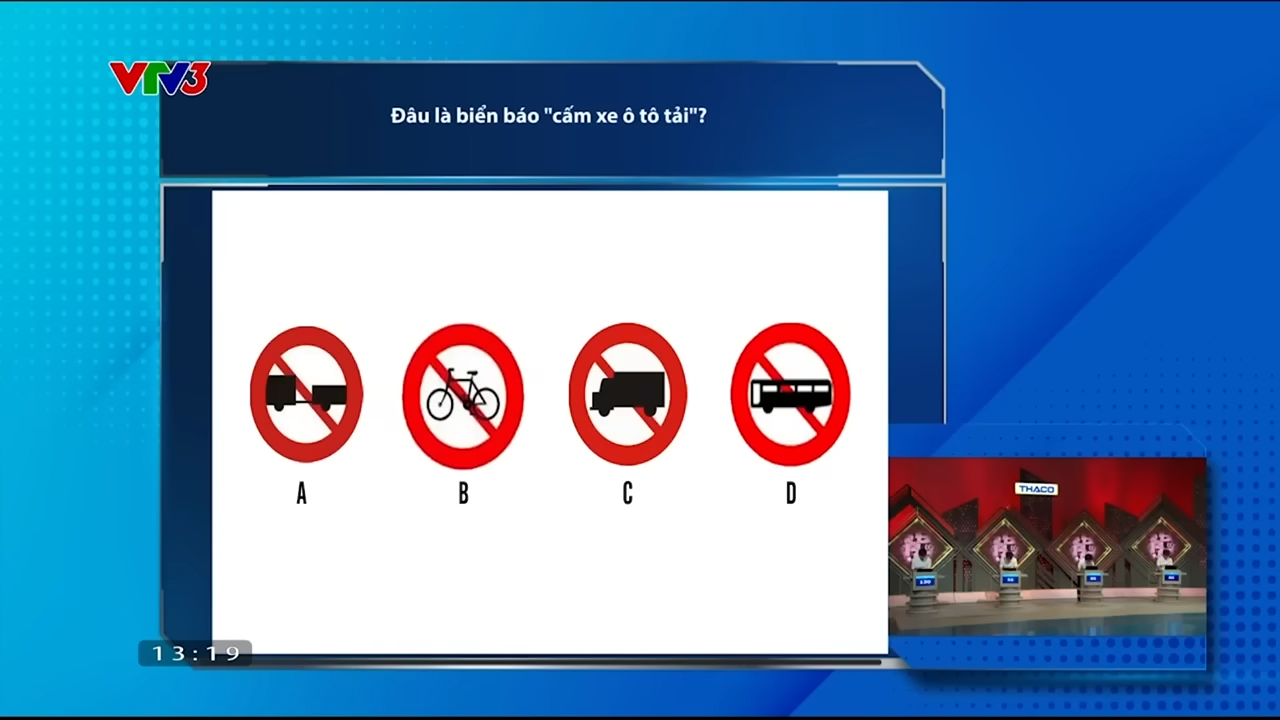 VTV3
Đâu là biển báo "cấm xe ô tô tải"?
A
B
C
D
THACO
13:19